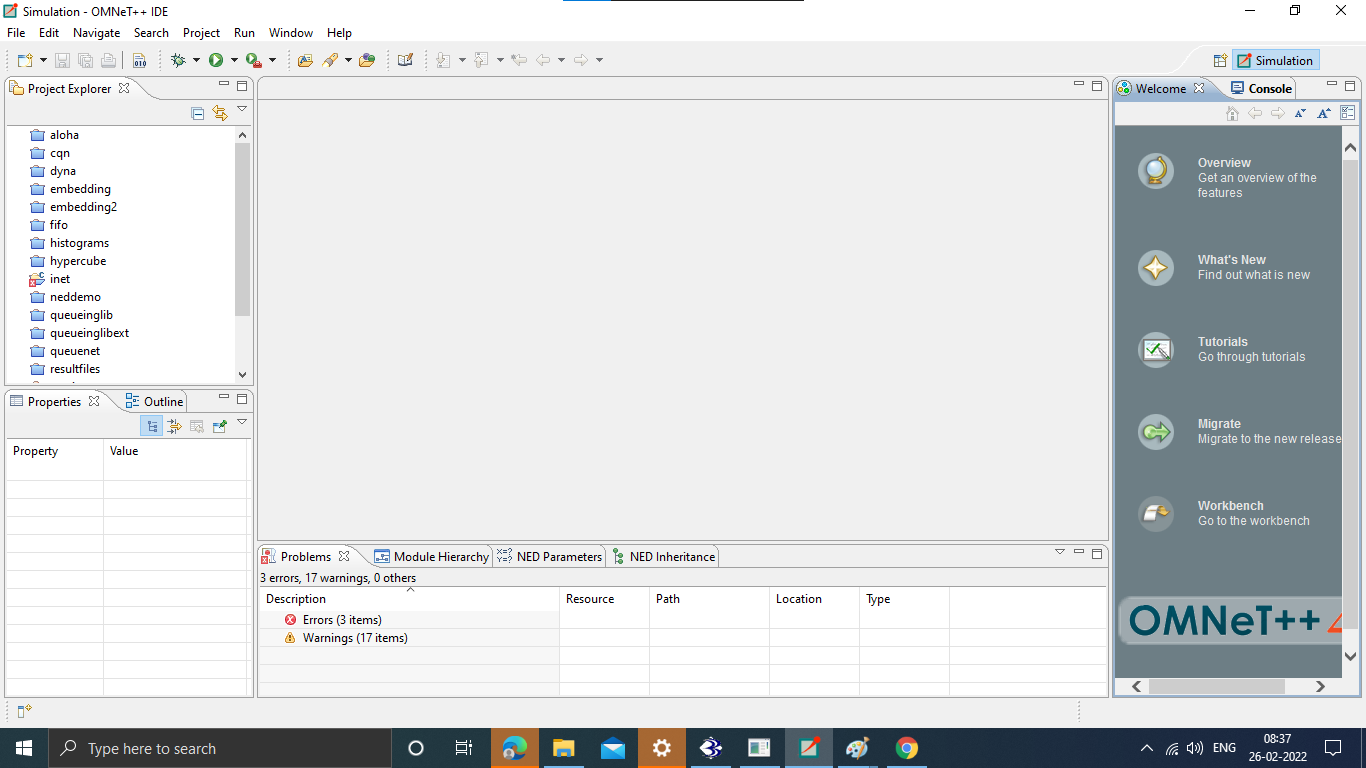 Simulation - OMNeT++ IDE
File Edit Navigate Search Project Run Window Help
Simulation
Project Explorer
aloha
cqn
dyna
embedding
embedding2
fifo
histograms
hypercube
inet
neddemo
queueinglib
queueinglibext
queuenet
resultfiles
Properties Outline
Property Value
Problems Module Hierarchy NED Parameters NED Inheritance
3 errors, 17 warnings, 0 others
Description Resource Path Location Type
Errors (3 items)
Warnings (17 items)
Welcome Console
Overview
Get an overview of the
features
What's New
Find out what is new
Tutorials
Go through tutorials
Migrate
Migrate to the new release
Workbench
Go to the workbench
OMNeT++
Type here to search
ENG
08:37
26-02-2022